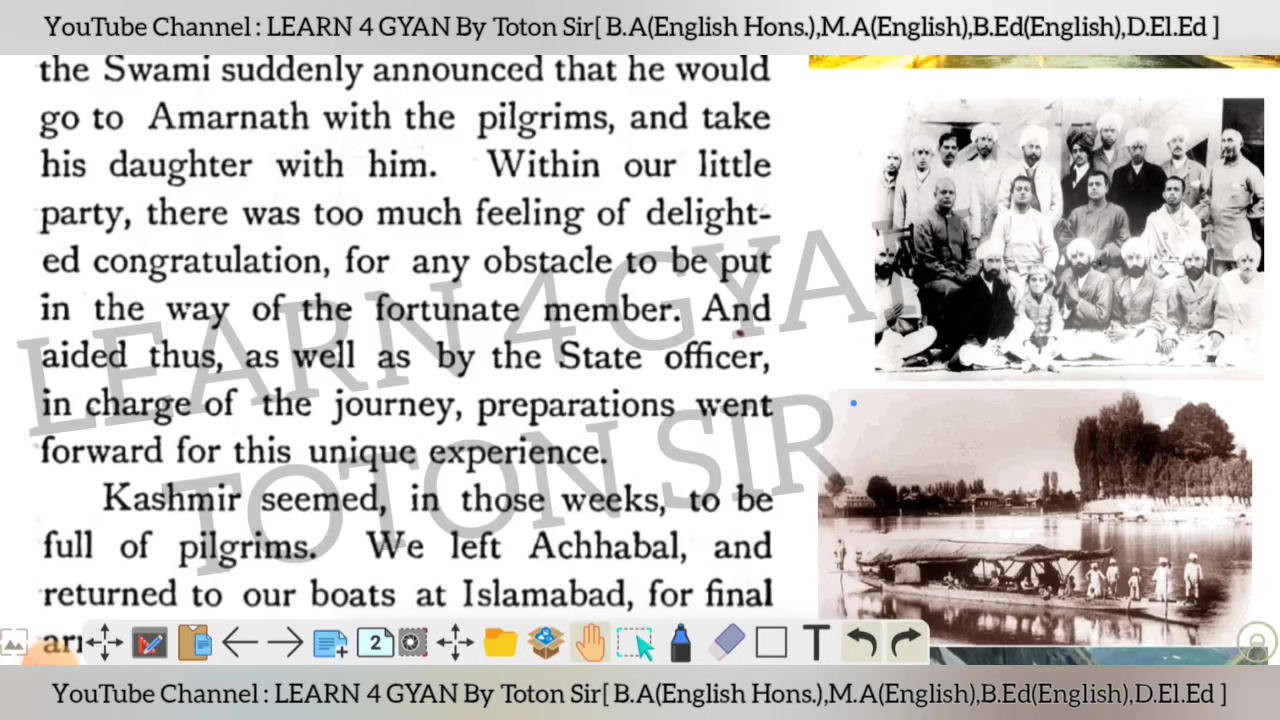 YouTube Channel : LEARN 4 GYAN By Toton Sir[ B.A(English Hons.),M.A(English),B.Ed(English),D.El.Ed ]
the Swami suddenly announced that he would
go to Amarnath with the pilgrims, and take
his daughter with him. Within our little
party, there was too much feeling of delight-
ed congratulation, for any obstacle to be put
in the way of the fortunate member. And
aided thus, as well as by the State officer,
in charge of the journey, preparations went
forward for this unique experience.
Kashmir seemed, in those weeks, to be
full of pilgrims. We left Achhabal, and
returned to our boats at Islamabad, for final
LEARN 4 GYAN
TOTON SIR
2
T
YouTube Channel : LEARN 4 GYAN By Toton Sir[ B.A(English Hons.),M.A(English),B.Ed(English),D.El.Ed ]